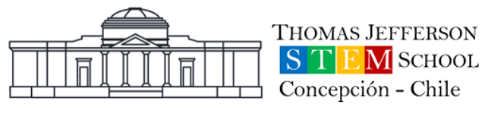 Thomas Jefferson
STEM School
Concepción - Chile